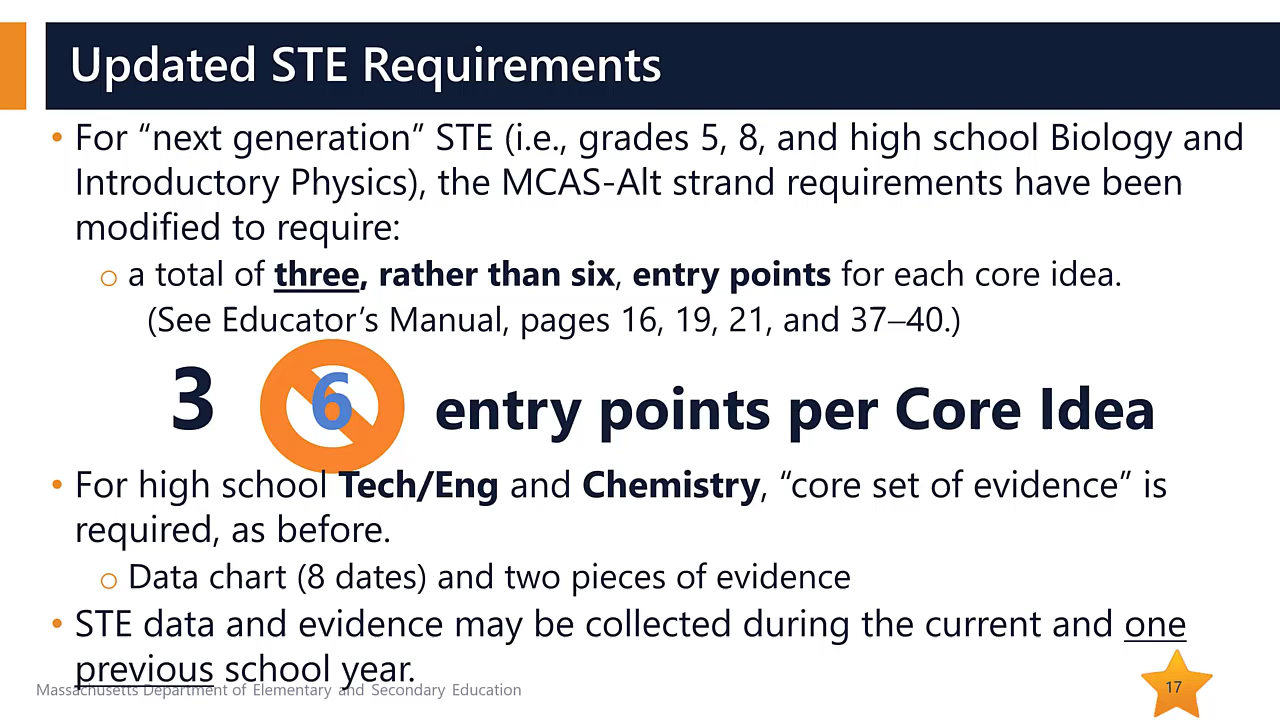 Updated STE Requirements
• For “next generation” STE (i.e., grades 5, 8, and high school Biology and
Introductory Physics), the MCAS-Alt strand requirements have been
modified to require:
o a total of three, rather than six, entry points for each core idea.
(See Educator’s Manual, pages 16, 19, 21, and 37–40.)
3 6 entry points per Core Idea
• For high school Tech/Eng and Chemistry, “core set of evidence” is
required, as before.
o Data chart (8 dates) and two pieces of evidence
• STE data and evidence may be collected during the current and one
previous school year.
Massachusetts Department of Elementary and Secondary Education
17